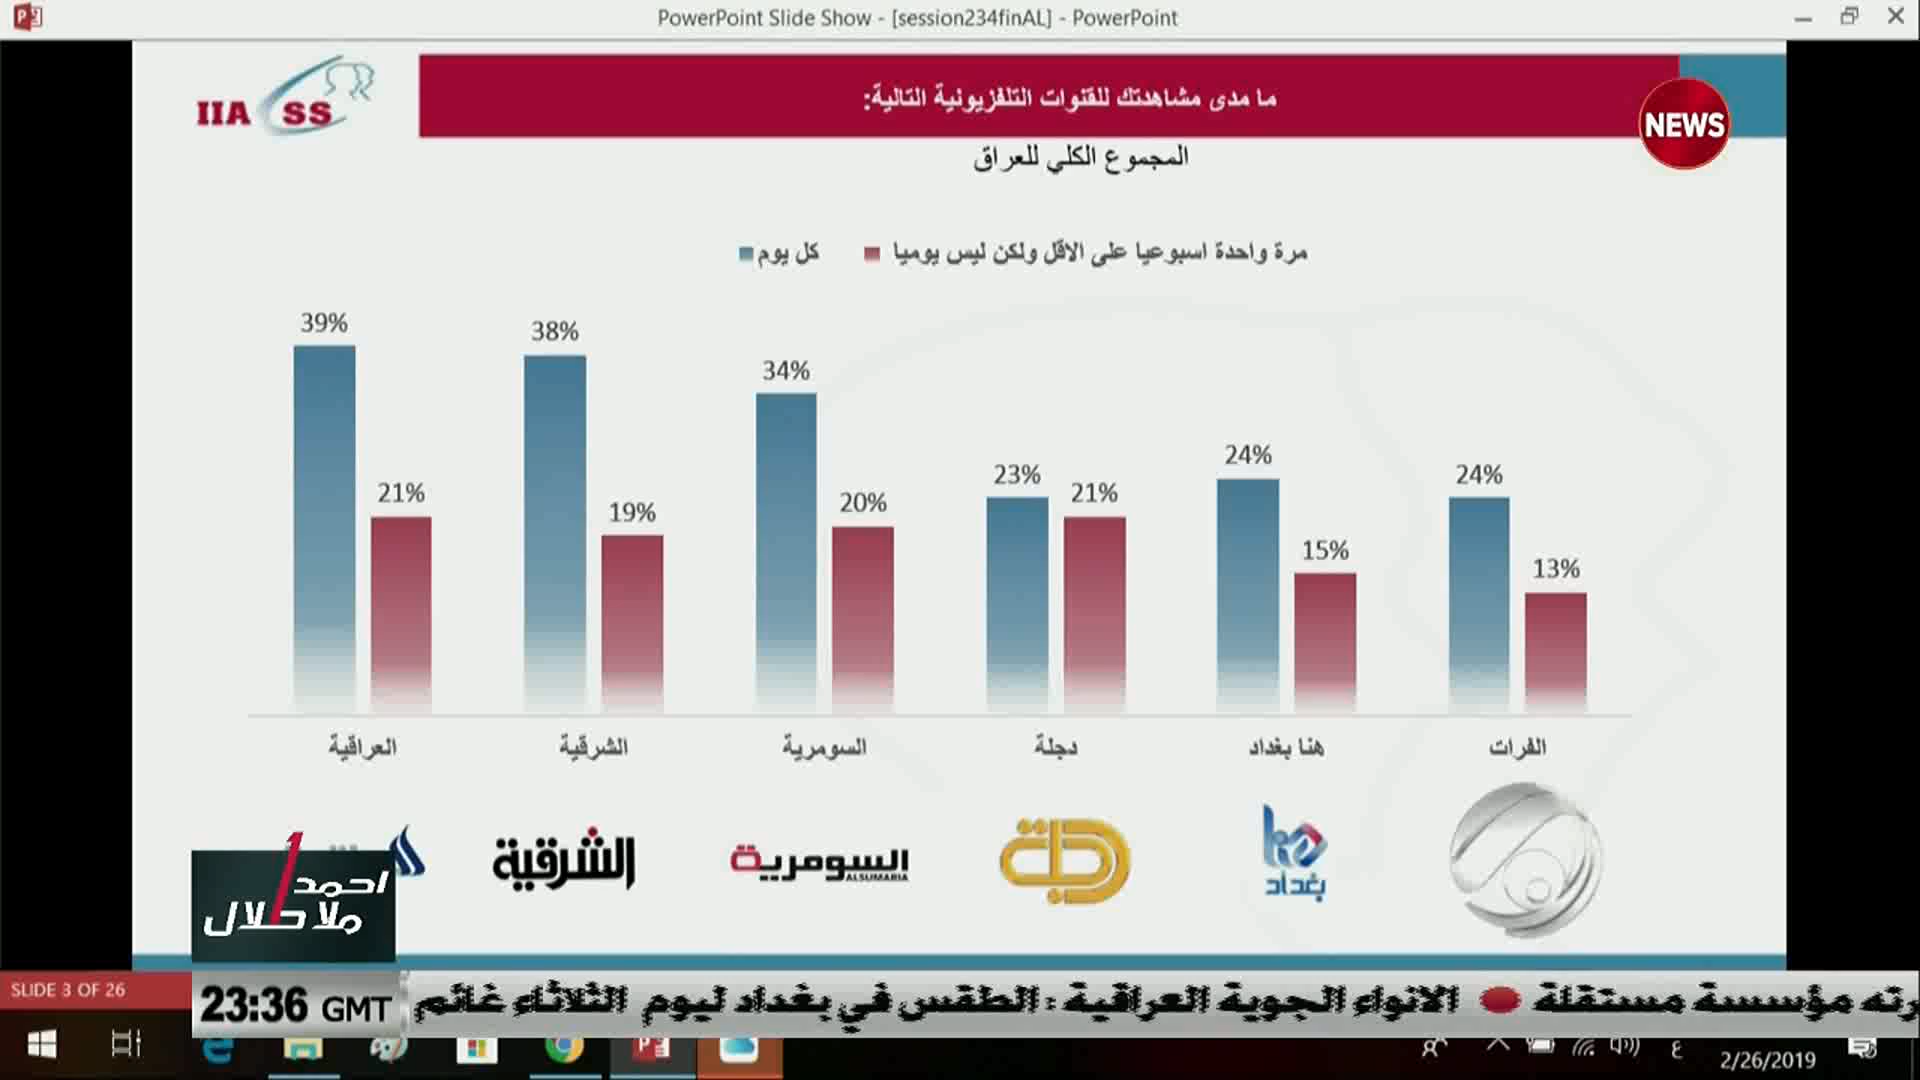 PowerPoint Slide Show - [session234finAL] - PowerPoint
IIA SS
ما مدى مشاهدتك للقنوات التلفزيونية التالية:
NEWS
المجموع الكلي للعراق
كل يوم
مرة واحدة اسبوعيا على الاقل ولكن ليس يوميا
39% 21% 38% 19% 34% 20% 23% 21% 24% 15% 24% 13%
العراقية الشرقية السومرية دجلة هنا بغداد الفرات
الشرقية
السومرية
ALSUMARIA
دجلة
هنا
بغداد
احمد
ملا طلال
SLIDE 3 OF 26
23:36 GMT
مؤسسة مستقلة
الانواء الجوية العراقية : الطقس في بغداد ليوم الثلاثاء غائم
ع
2/26/2019